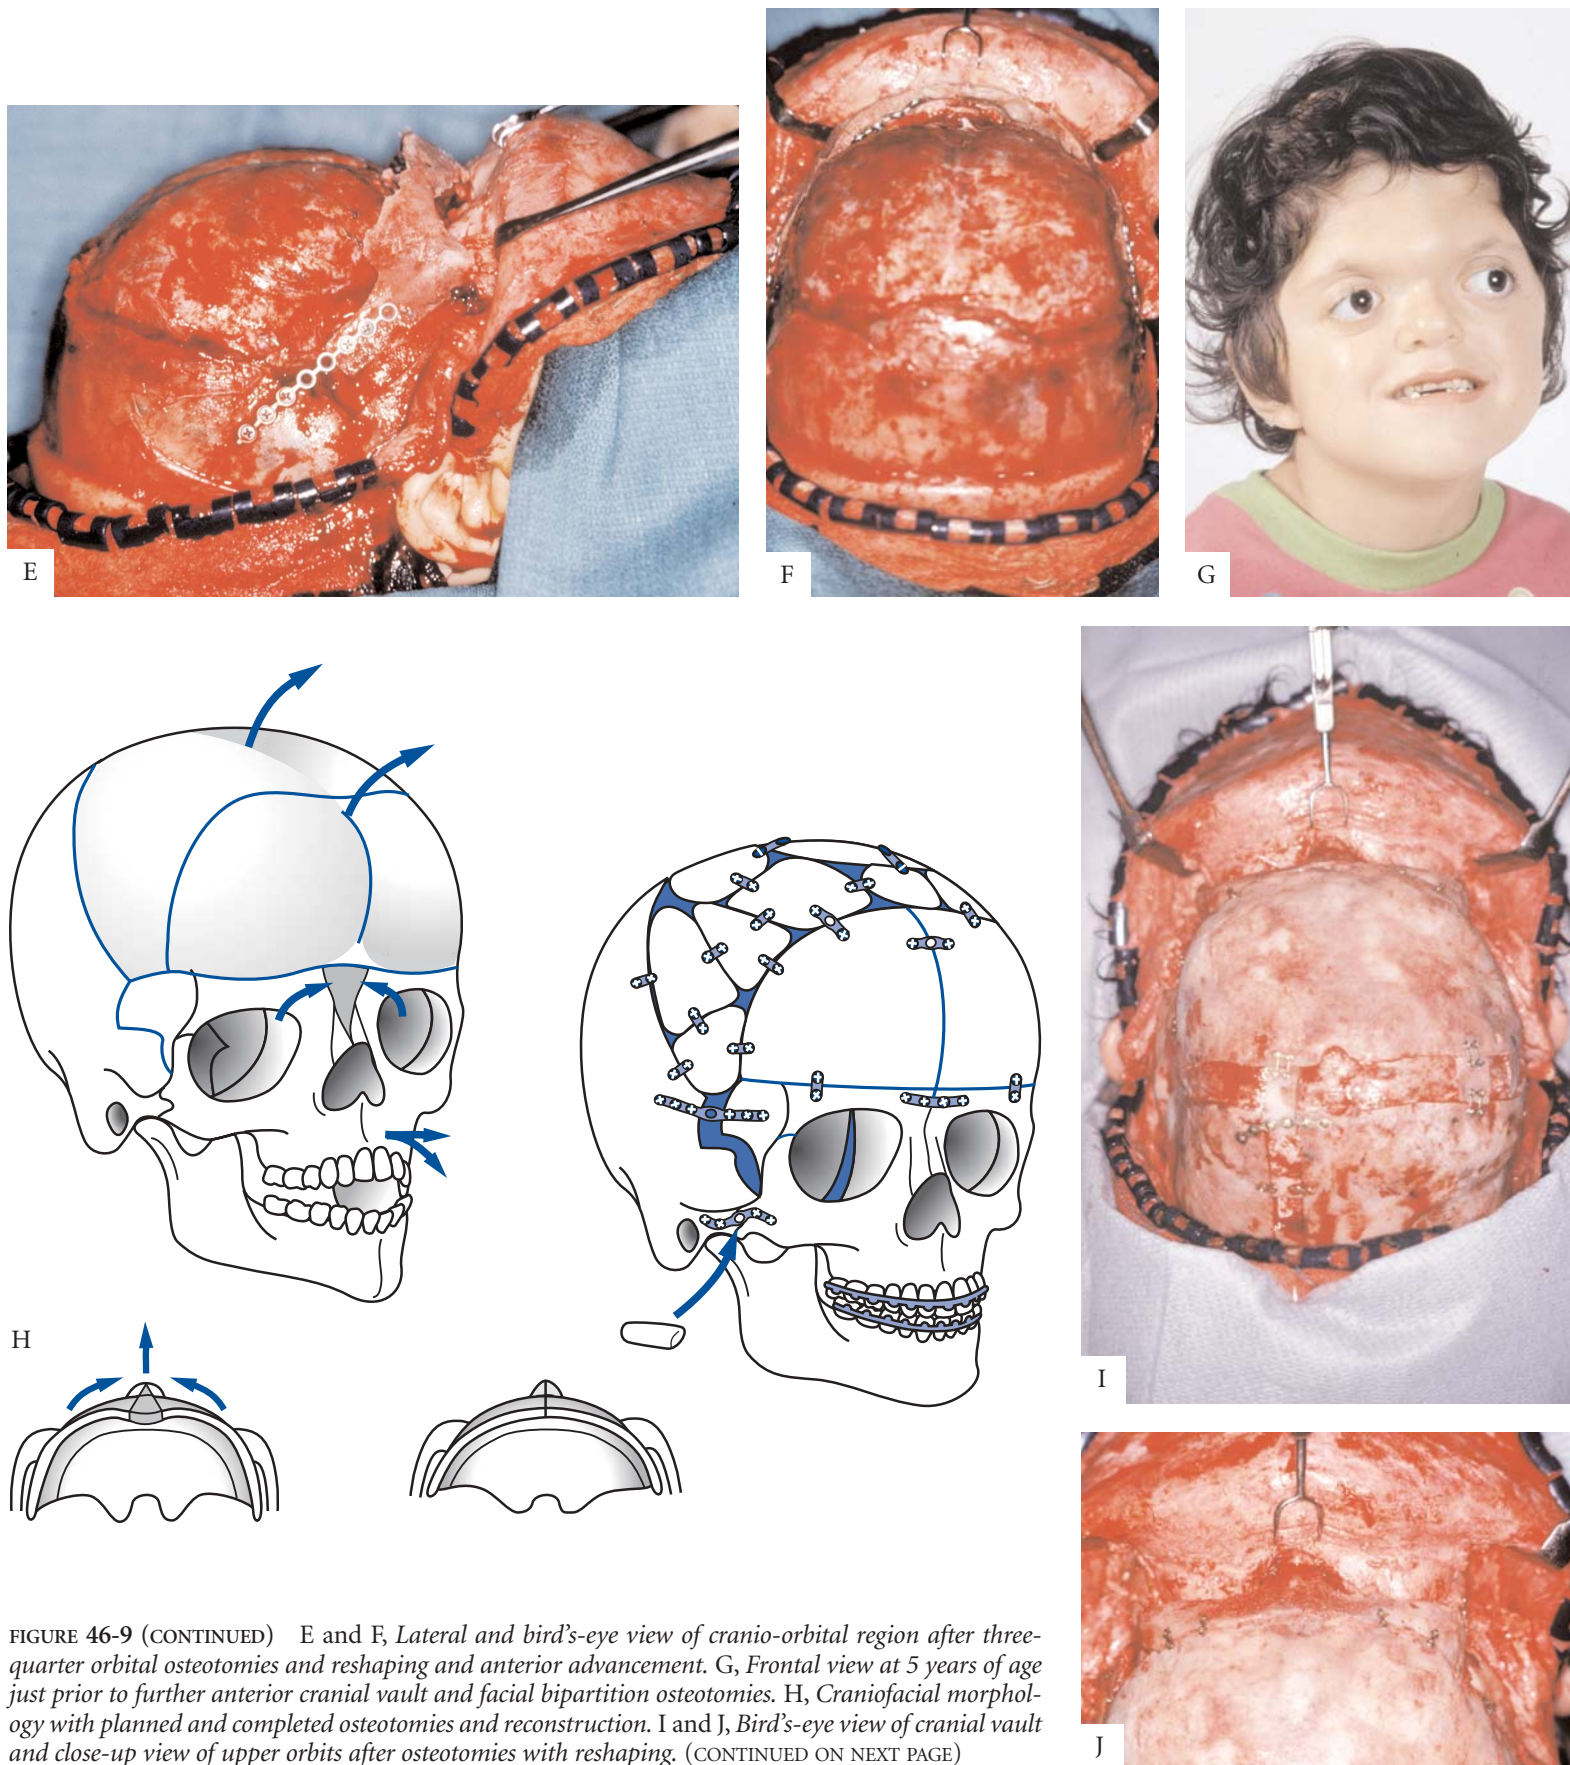 E
F
G
H
I
J
FIGURE 46-9 (CONTINUED) E and F, Lateral and bird's-eye view of cranio-orbital region after three-
quarter orbital osteotomies and reshaping and anterior advancement. G, Frontal view at 5 years of age
just prior to further anterior cranial vault and facial bipartition osteotomies. H, Craniofacial morphol-
ogy with planned and completed osteotomies and reconstruction. I and J, Bird's-eye view of cranial vault
and close-up view of upper orbits after osteotomies with reshaping. (CONTINUED ON NEXT PAGE)